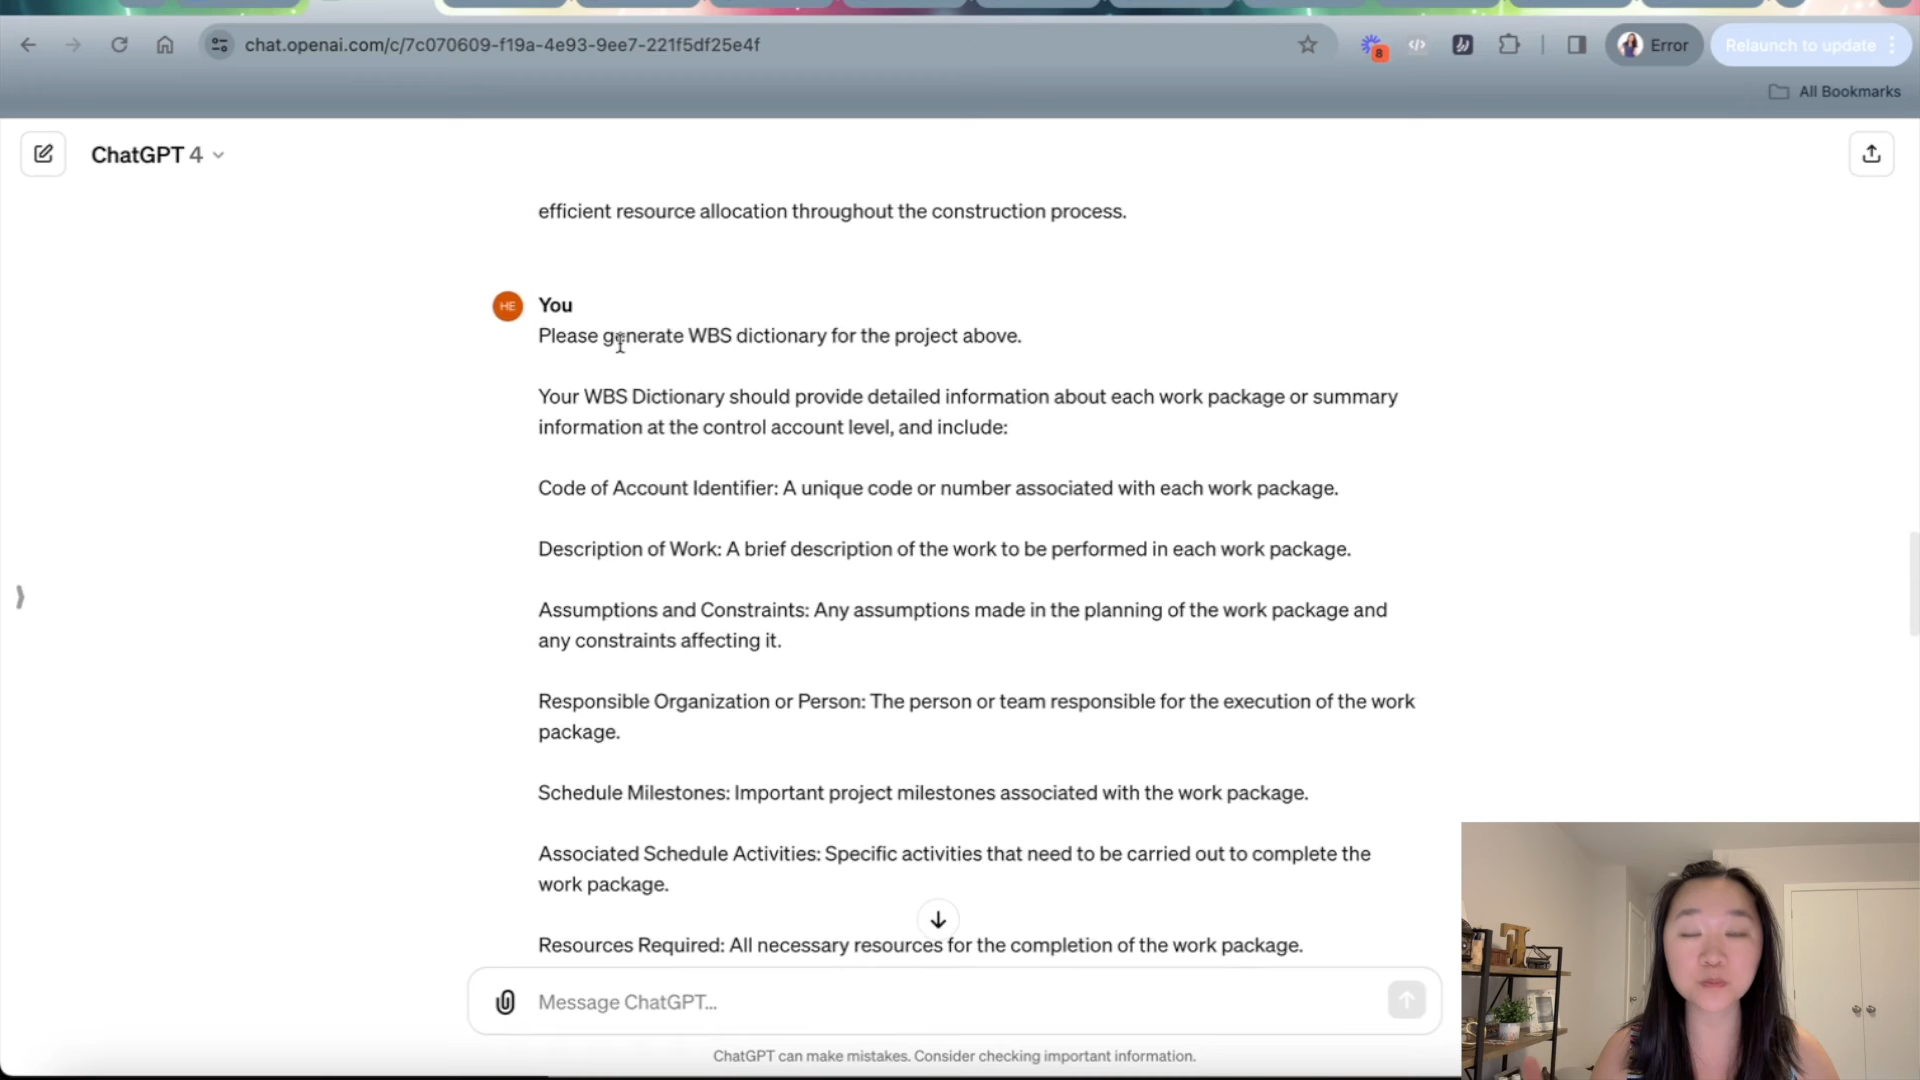 chat.openai.com/c/7c070609-f19a-4e93-9ee7-221f5df25e4f
8
Error
Relaunch to update
All Bookmarks
ChatGPT 4
efficient resource allocation throughout the construction process.
HE
You
Please generate WBS dictionary for the project above.
Your WBS Dictionary should provide detailed information about each work package or summary
information at the control account level, and include:
Code of Account Identifier: A unique code or number associated with each work package.
Description of Work: A brief description of the work to be performed in each work package.
Assumptions and Constraints: Any assumptions made in the planning of the work package and
any constraints affecting it.
Responsible Organization or Person: The person or team responsible for the execution of the work
package.
Schedule Milestones: Important project milestones associated with the work package.
Associated Schedule Activities: Specific activities that need to be carried out to complete the
work package.
Resources Required: All necessary resources for the completion of the work package.
Message ChatGPT...
ChatGPT can make mistakes. Consider checking important information.